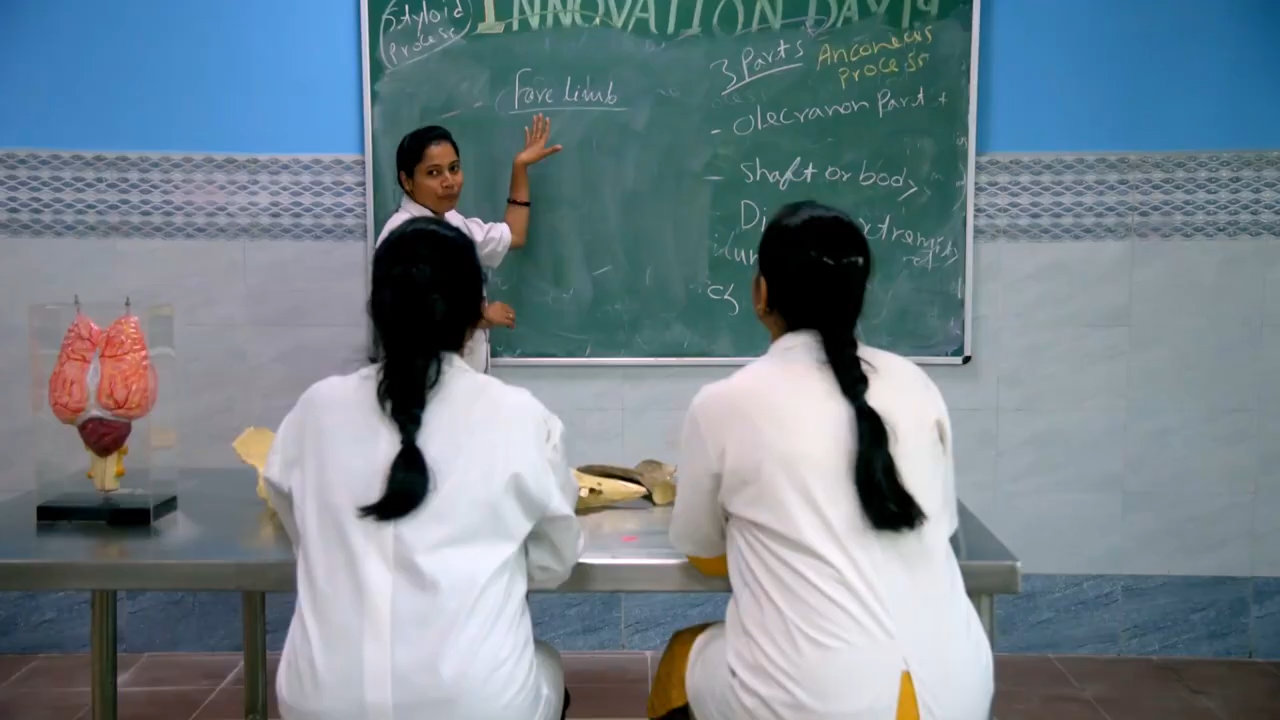 Styloid
Process
INNOVATION DAY
Fore limb
3 Parts
Anconeus
Process
- Olecranon Part +
- Shaft or body